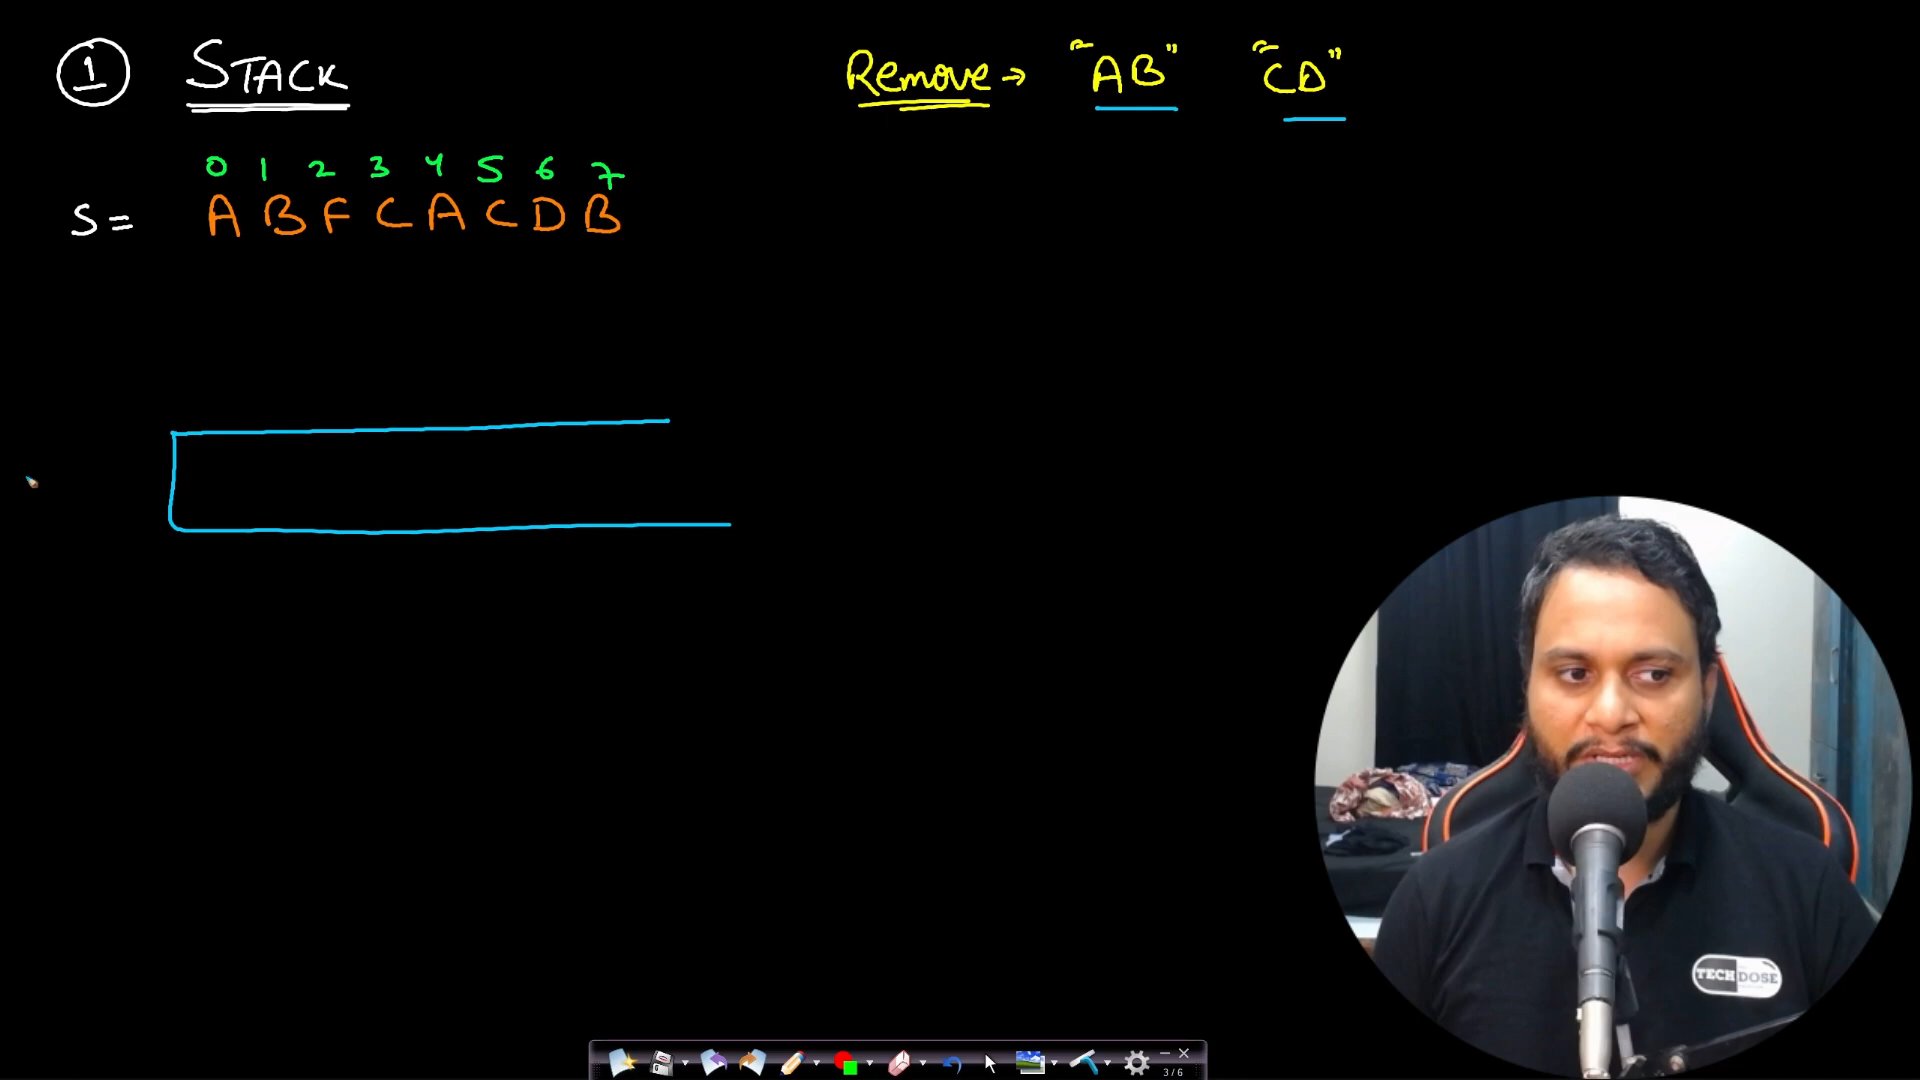 1 STACK
Remove → "AB" "CD"
0 1 2 3 4 5 6 7
S = A B F C A C D B
TECH DOSE
3 / 6